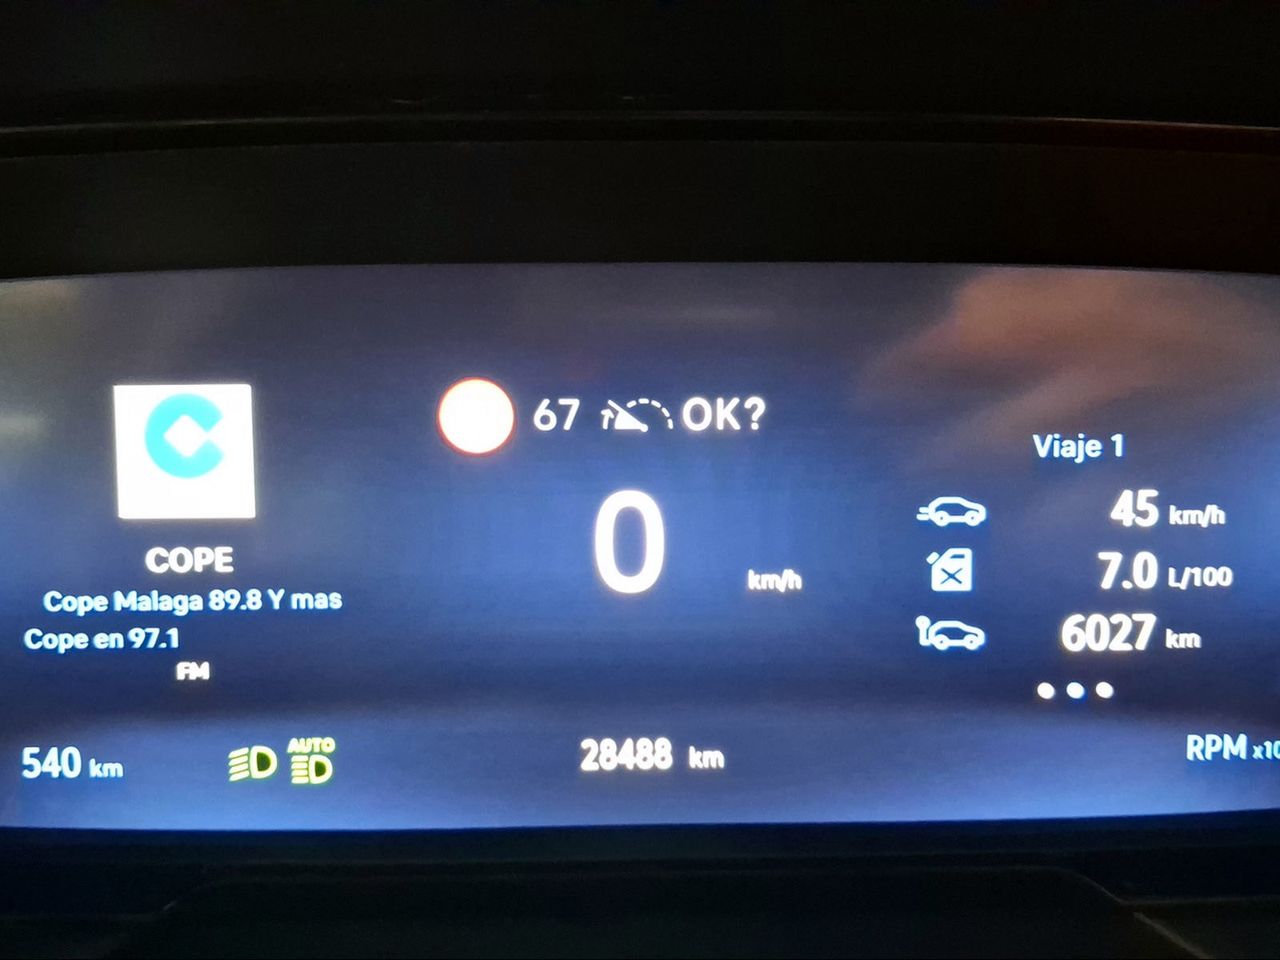 67 OK?
Viaje 1
0 km/h
45 km/h
7.0 L/100
6027 km
COPE
Cope Malaga 89.8 Y mas
Cope en 97.1
FM
AUTO
540 km
28488 km
RPM x10